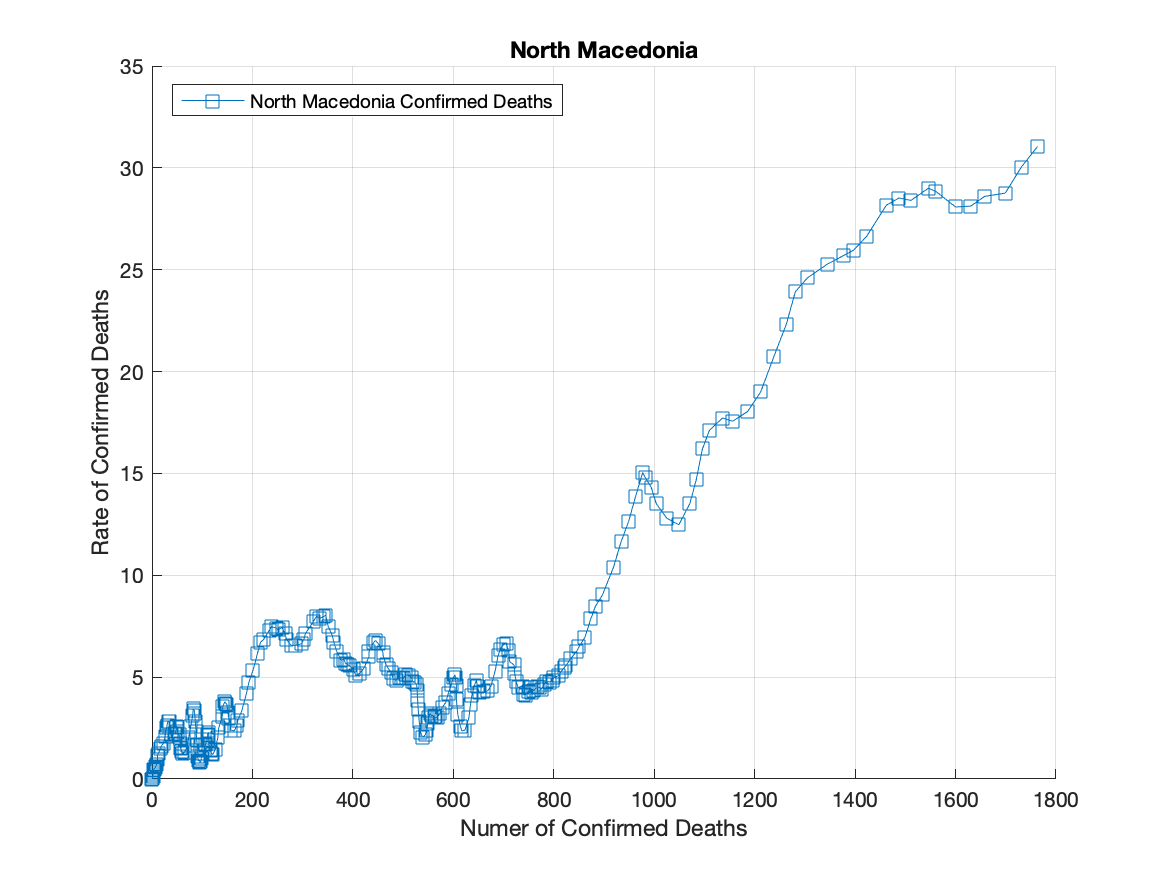 North Macedonia
35
North Macedonia Confirmed Deaths
30
25
20
15
10
5
0
Rate of Confirmed Deaths
0 200 400 600 800 1000 1200 1400 1600 1800
Numer of Confirmed Deaths